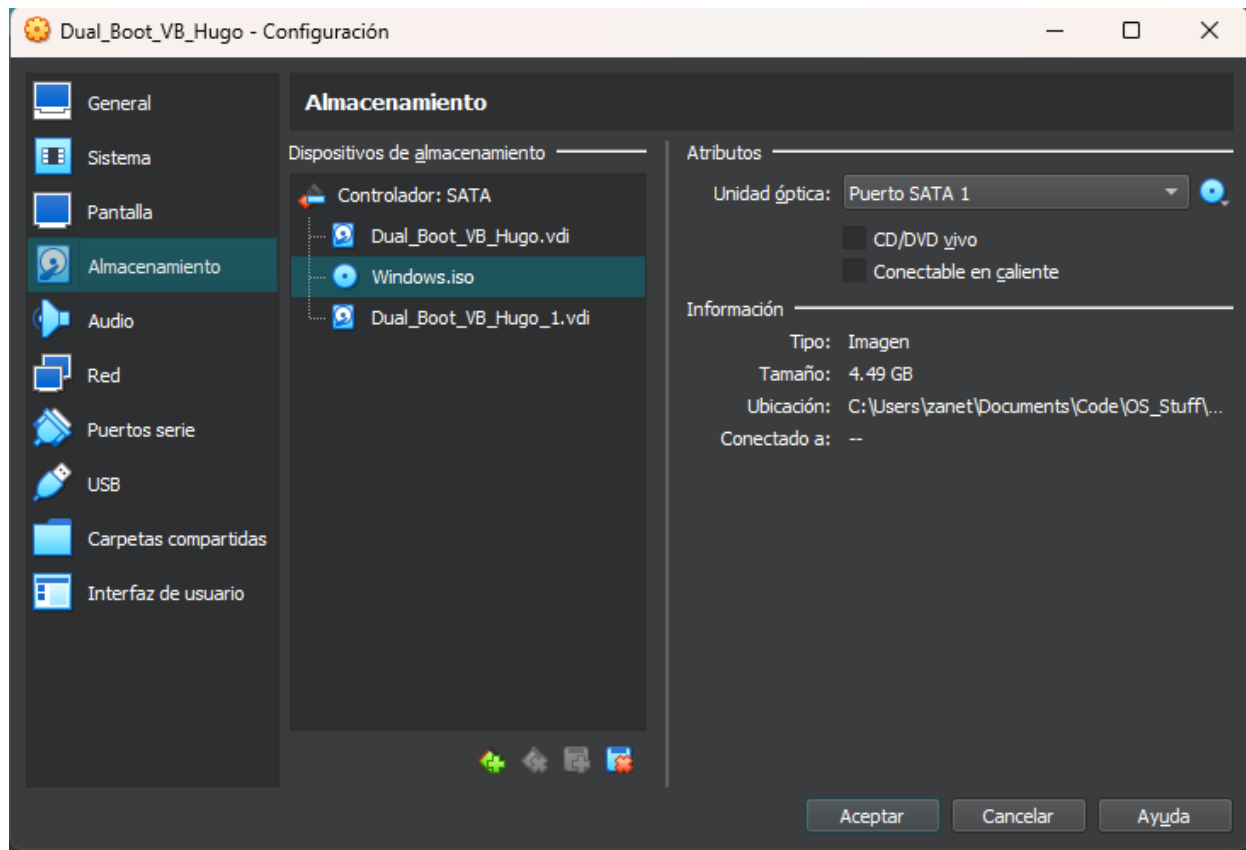 Dual_Boot_VB_Hugo - Configuración
General
Sistema
Pantalla
Almacenamiento
Audio
Red
Puertos serie
USB
Carpetas compartidas
Interfaz de usuario
Almacenamiento
Dispositivos de almacenamiento
Controlador: SATA
Dual_Boot_VB_Hugo.vdi
Windows.iso
Dual_Boot_VB_Hugo_1.vdi
Atributos
Unidad óptica: Puerto SATA 1
CD/DVD vivo
Conectable en caliente
Información
Tipo: Imagen
Tamaño: 4.49 GB
Ubicación: C:\Users\zanet\Documents\Code\OS_Stuff\...
Conectado a: --
Aceptar Cancelar Ayuda